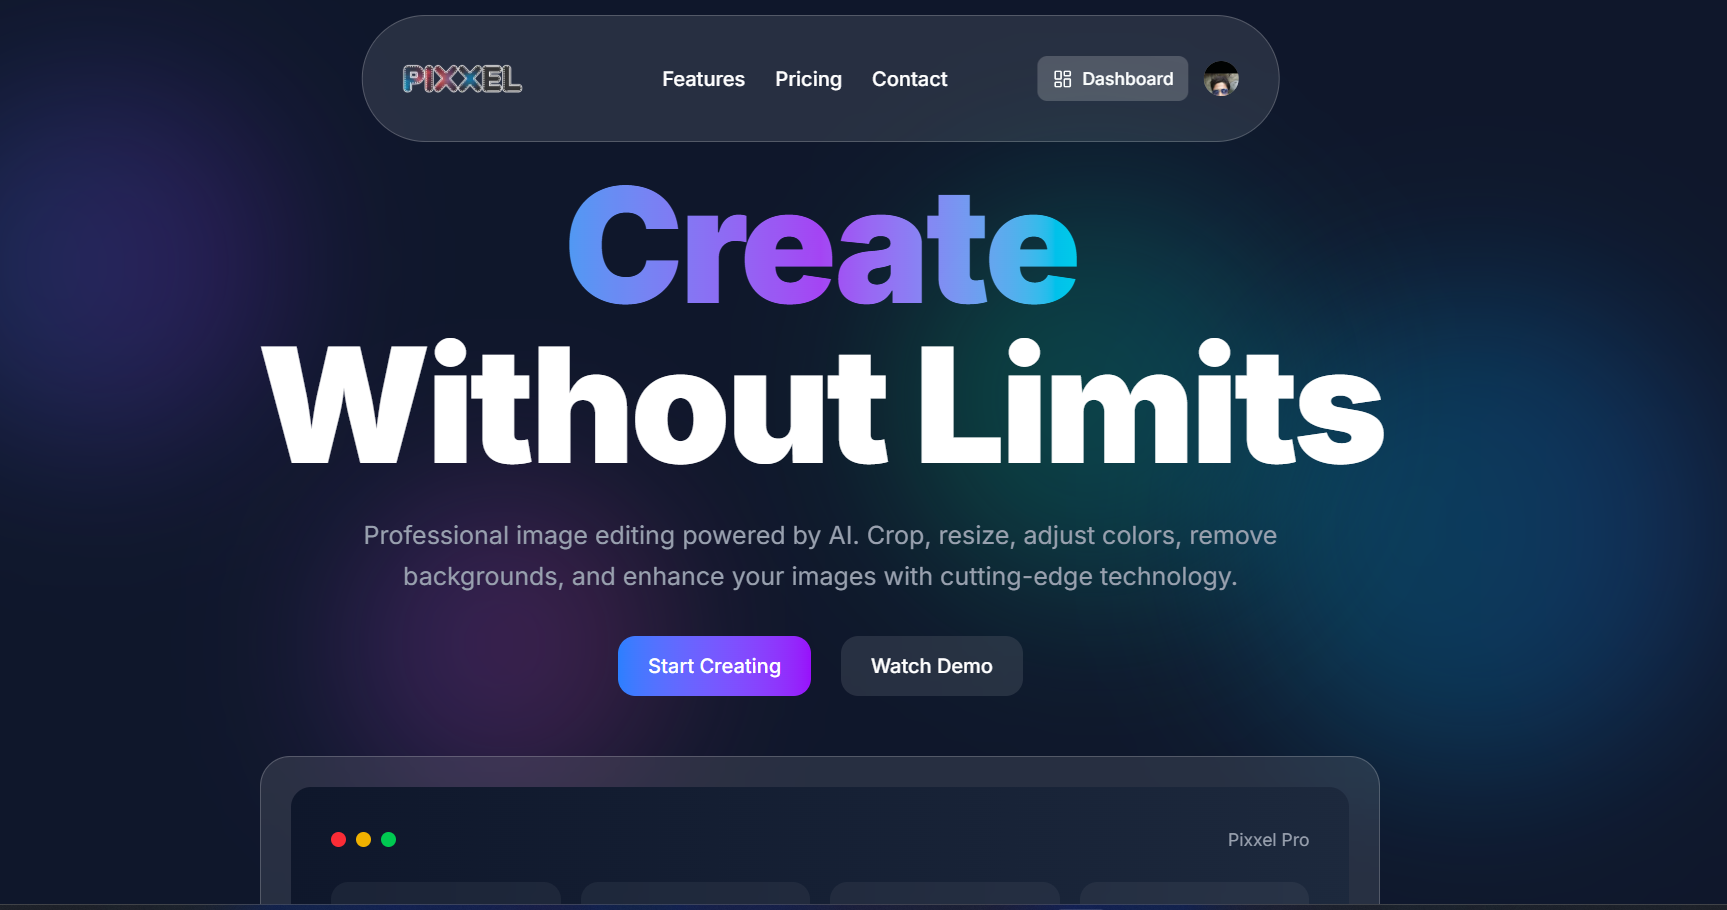 PIXXEL
Features
Pricing
Contact
Dashboard
Create
Without Limits
Professional image editing powered by AI. Crop, resize, adjust colors, remove
backgrounds, and enhance your images with cutting-edge technology.
Start Creating
Watch Demo
Pixxel Pro